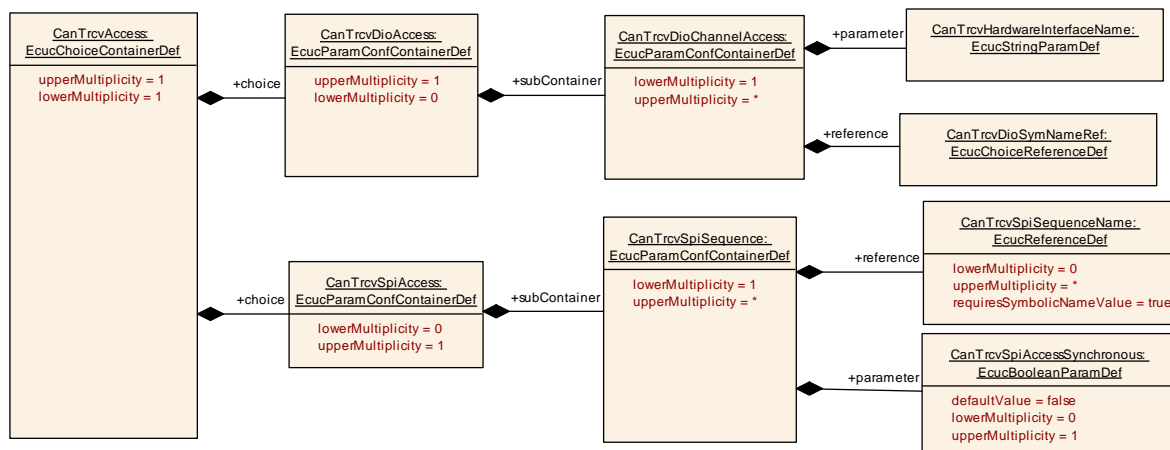 CanTrcvAccess:
EcucChoiceContainerDef
upperMultiplicity = 1
lowerMultiplicity = 1
+choice
CanTrcvDioAccess:
EcucParamConfContainerDef
upperMultiplicity = 1
lowerMultiplicity = 0
+subContainer
CanTrcvDioChannelAccess:
EcucParamConfContainerDef
lowerMultiplicity = 1
upperMultiplicity = *
+parameter
CanTrcvHardwareInterfaceName:
EcucStringParamDef
+reference
CanTrcvDioSymNameRef:
EcucChoiceReferenceDef
+choice
CanTrcvSpiAccess:
EcucParamConfContainerDef
lowerMultiplicity = 0
upperMultiplicity = 1
+subContainer
CanTrcvSpiSequence:
EcucParamConfContainerDef
lowerMultiplicity = 1
upperMultiplicity = *
+reference
CanTrcvSpiSequenceName:
EcucReferenceDef
lowerMultiplicity = 0
upperMultiplicity = *
requiresSymbolicNameValue = true
+parameter
CanTrcvSpiAccessSynchronous:
EcucBooleanParamDef
defaultValue = false
lowerMultiplicity = 0
upperMultiplicity = 1